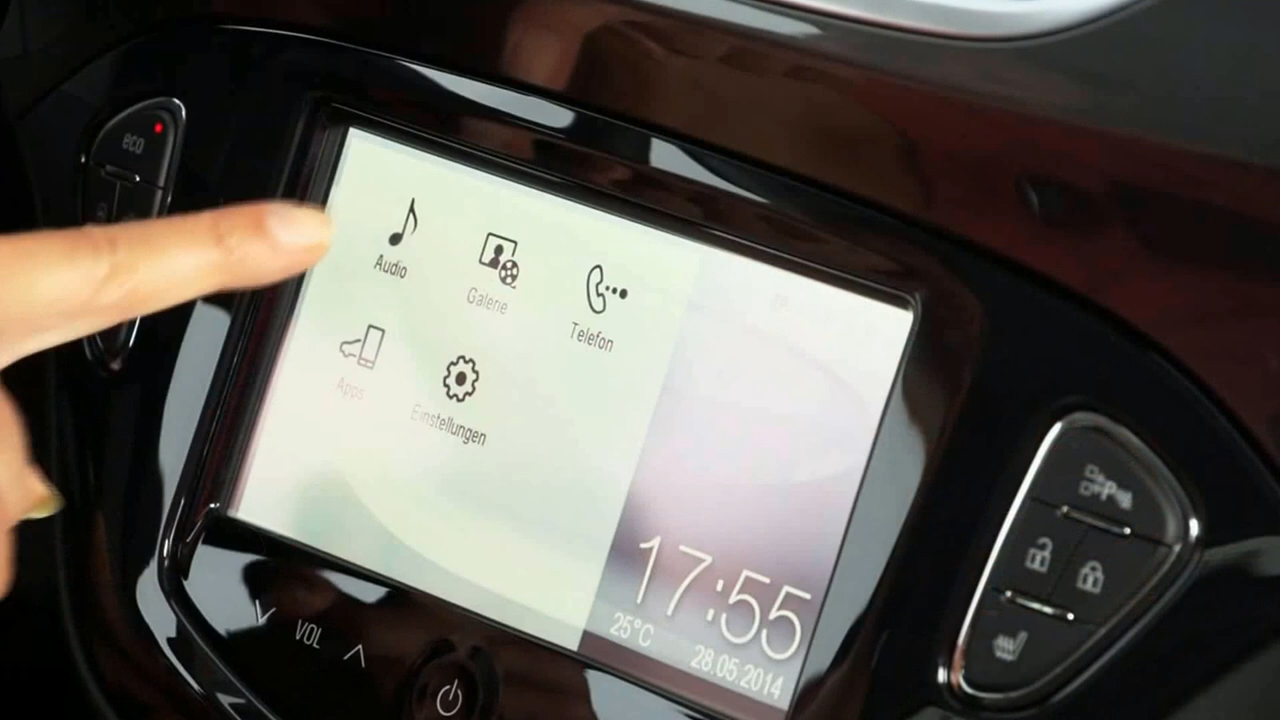 eco
Audio
Galerie
Telefon
Apps
Einstellungen
17:55
25°C
28.05.2014
VOL